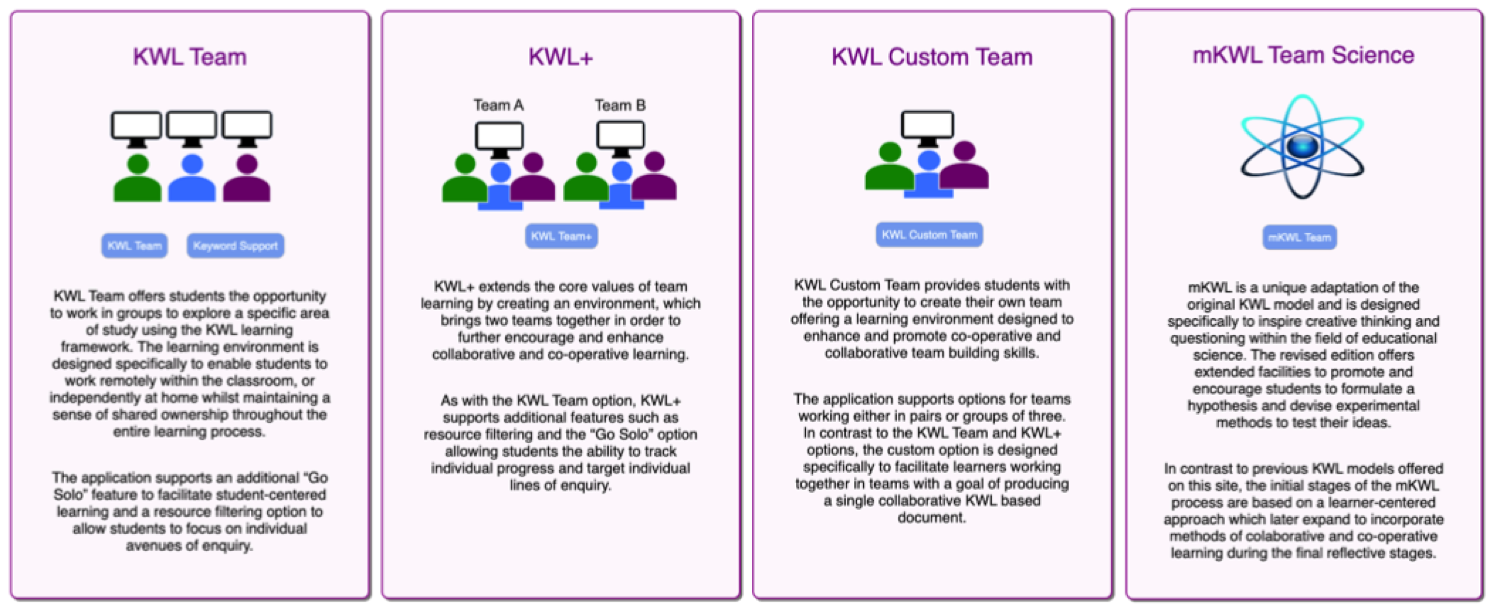 KWL Team
KWL Team
Keyword Support
KWL Team offers students the opportunity
to work in groups to explore a specific area
of study using the KWL learning
framework. The learning environment is
designed specifically to enable students to
work remotely within the classroom, or
independently at home whilst maintaining a
sense of shared ownership throughout the
entire learning process.
The application supports an additional “Go
Solo” feature to facilitate student-centered
learning and a resource filtering option to
allow students to focus on individual
avenues of enquiry.
KWL+
Team A
Team B
KWL Team+
KWL+ extends the core values of team
learning by creating an environment, which
brings two teams together in order to
further encourage and enhance
collaborative and co-operative learning.
As with the KWL Team option, KWL+
supports additional features such as
resource filtering and the “Go Solo” option
allowing students the ability to track
individual progress and target individual
lines of enquiry.
KWL Custom Team
KWL Custom Team
KWL Custom Team provides students with
the opportunity to create their own team
offering a learning environment designed to
enhance and promote co-operative and
collaborative team building skills.
The application supports options for teams
working either in pairs or groups of three.
In contrast to the KWL Team and KWL+
options, the custom option is designed
specifically to facilitate learners working
together in teams with a goal of producing
a single collaborative KWL based
document.
mKWL Team Science
mKWL Team
mKWL is a unique adaptation of the
original KWL model and is designed
specifically to inspire creative thinking and
questioning within the field of educational
science. The revised edition offers
extended facilities to promote and
encourage students to formulate a
hypothesis and devise experimental
methods to test their ideas.
In contrast to previous KWL models offered
on this site, the initial stages of the mKWL
process are based on a learner-centered
approach which later expand to incorporate
methods of colaborative and co-operative
learning during the final reflective stages.